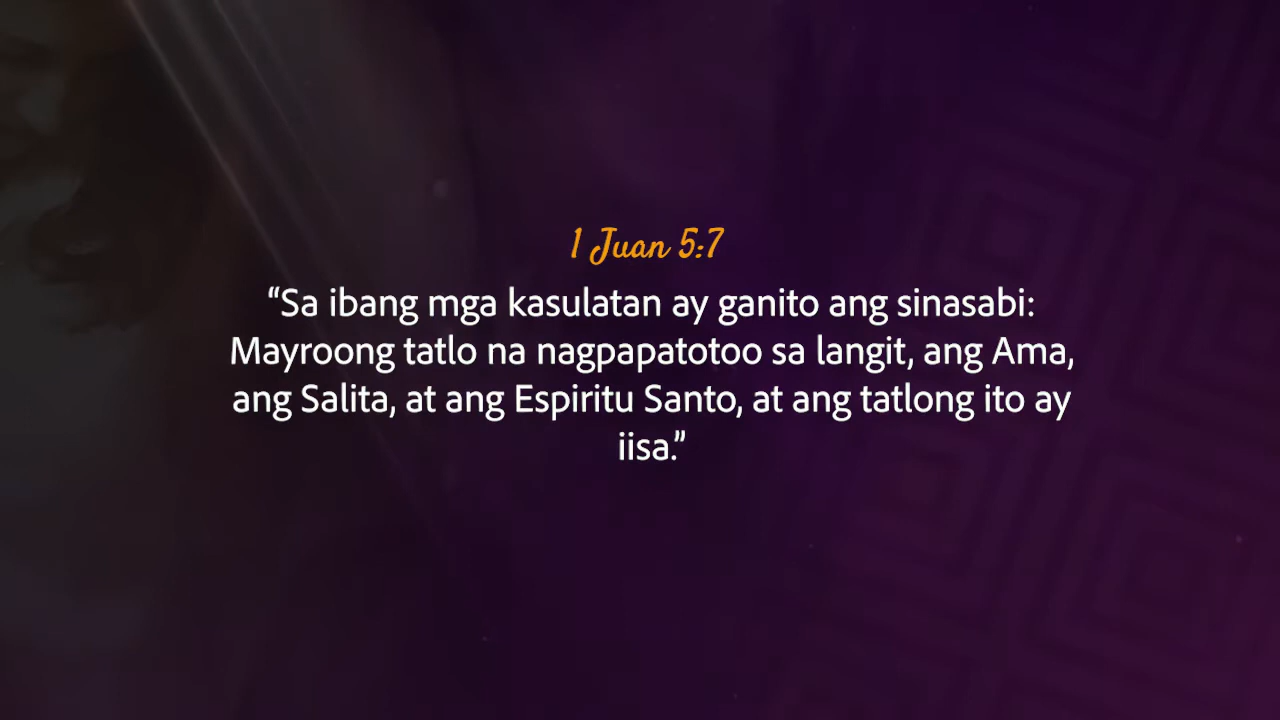 1 Juan 5:7
“Sa ibang mga kasulatan ay ganito ang sinasabi:
Mayroong tatlo na nagpapatotoo sa langit, ang Ama,
ang Salita, at ang Espiritu Santo, at ang tatlong ito ay
iisa.”